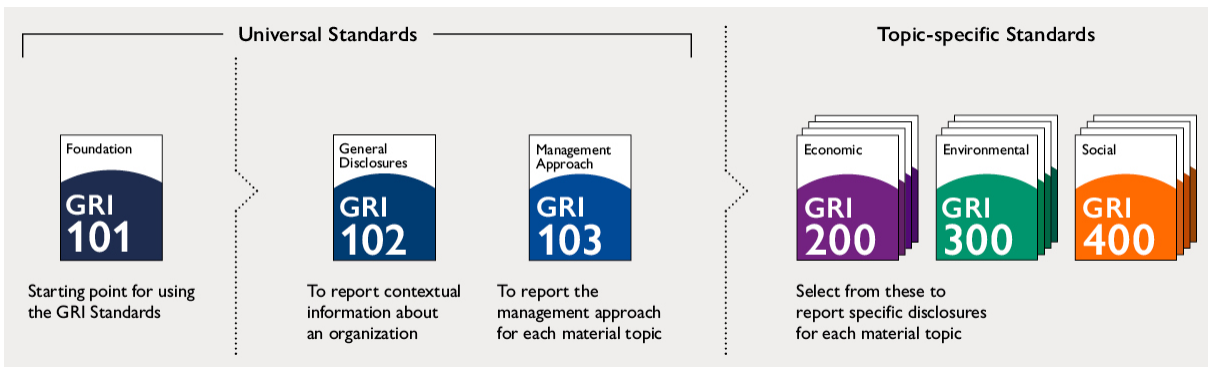 Universal Standards
Topic-specific Standards
Foundation
GRI
101
Starting point for using
the GRI Standards
General
Disclosures
GRI
102
To report contextual
information about
an organization
Management
Approach
GRI
103
To report the
management approach
for each material topic
Economic
GRI
200
Environmental
GRI
300
Social
GRI
400
Select from these to
report specific disclosures
for each material topic